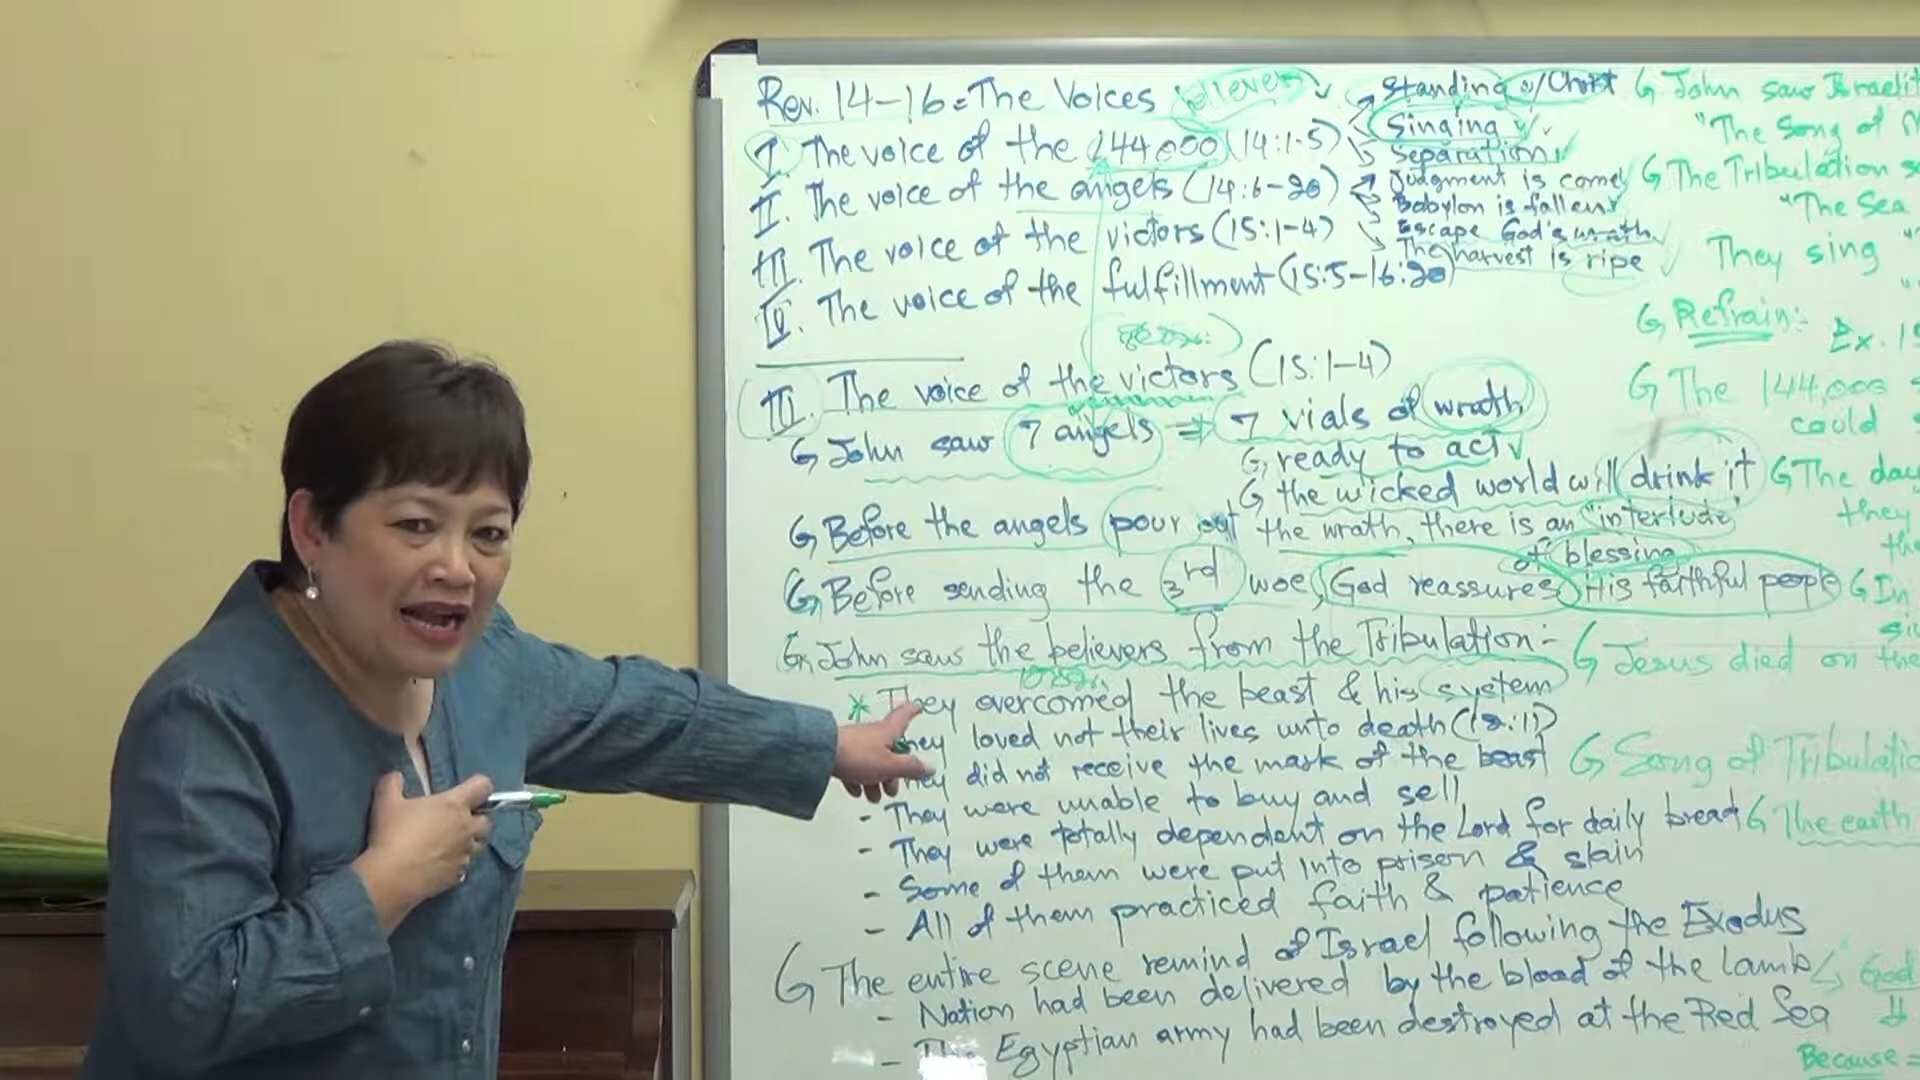 Rev. 14-16 = The Voices believers
Standing w/Christ
Singing
Separation
I. The voice of the 144,000 (14:1-5)
II. The voice of the angels (14:6-20)
Judgment is come
Babylon is fallen
Escape God's wrath
The harvest is ripe
III. The voice of the victors (15:1-4)
IV. The voice of the fulfillment (15:5-16:20)
III. The voice of the victors (15:1-4)
John saw 7 angels ⇒ 7 vials of wrath
ready to act
the wicked world will drink it
Before the angels pour out the wrath, there is an "interlude"
of blessing
Before sending the 3rd woe, God reassures His faithful people
John saw the believers from the Tribulation:-
* They overcomed the beast & his system
They loved not their lives unto death (12:11)
They did not receive the mark of the beast
- They were unable to buy and sell
- They were totally dependent on the Lord for daily bread
- Some of them were put into prison & slain
- All of them practiced faith & patience
The entire scene remind of Israel following the Exodus
- Nation had been delivered by the blood of the lamb
- The Egyptian army had been destroyed at the Red Sea
John saw Israelit
"The Song of M
The Tribulation s
"The Sea
They sing "
Refrain:- Ex. 15
The 144,000 s
could s
The day
they
th
In
si
Jesus died on the
Song of Tribulatio
The earth
God
Because =